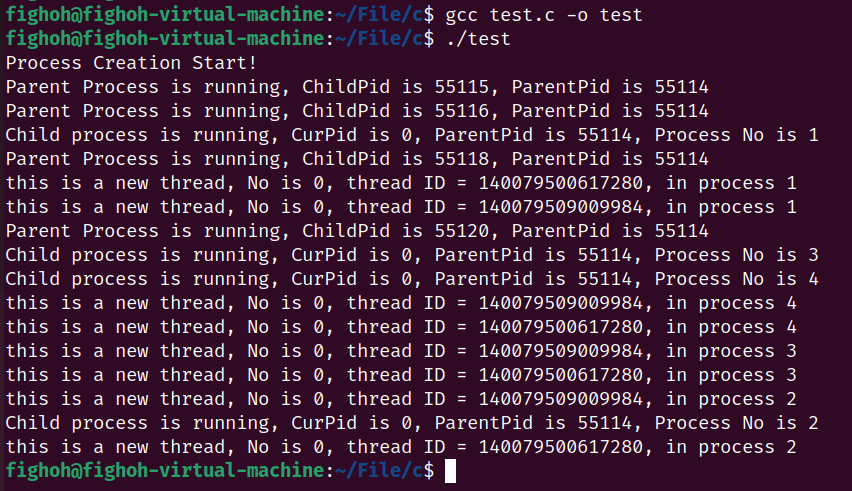 fighoh@fighoh-virtual-machine:~/File/c$ gcc test.c -o test
fighoh@fighoh-virtual-machine:~/File/c$ ./test
Process Creation Start!
Parent Process is running, ChildPid is 55115, ParentPid is 55114
Parent Process is running, ChildPid is 55116, ParentPid is 55114
Child process is running, CurPid is 0, ParentPid is 55114, Process No is 1
Parent Process is running, ChildPid is 55118, ParentPid is 55114
this is a new thread, No is 0, thread ID = 140079500617280, in process 1
this is a new thread, No is 0, thread ID = 140079509009984, in process 1
Parent Process is running, ChildPid is 55120, ParentPid is 55114
Child process is running, CurPid is 0, ParentPid is 55114, Process No is 3
Child process is running, CurPid is 0, ParentPid is 55114, Process No is 4
this is a new thread, No is 0, thread ID = 140079509009984, in process 4
this is a new thread, No is 0, thread ID = 140079500617280, in process 4
this is a new thread, No is 0, thread ID = 140079509009984, in process 3
this is a new thread, No is 0, thread ID = 140079500617280, in process 3
this is a new thread, No is 0, thread ID = 140079509009984, in process 2
Child process is running, CurPid is 0, ParentPid is 55114, Process No is 2
this is a new thread, No is 0, thread ID = 140079500617280, in process 2
fighoh@fighoh-virtual-machine:~/File/c$